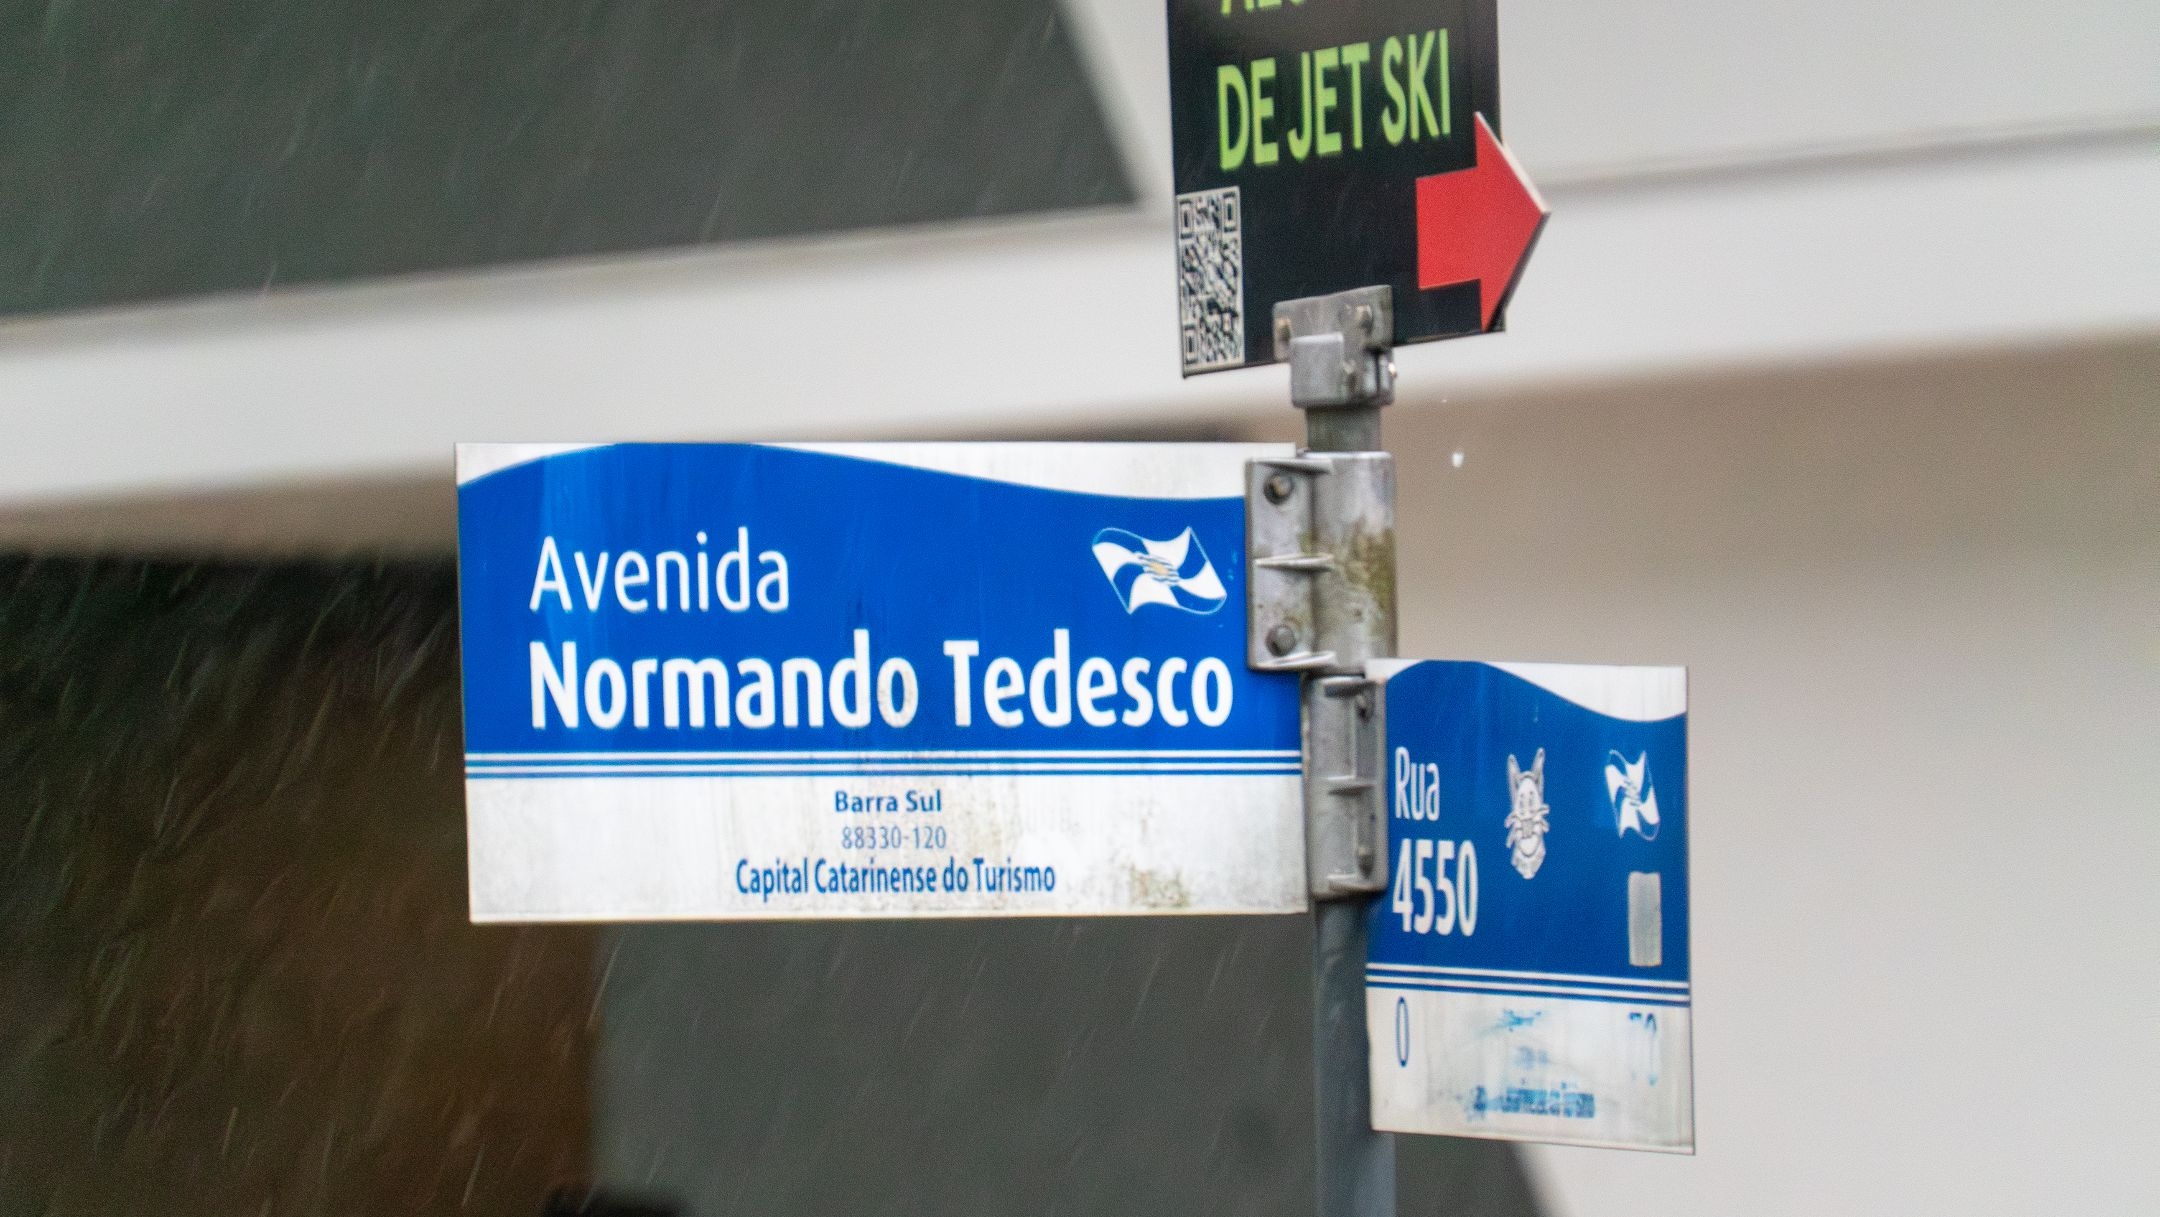 DE JET SKI
Avenida
Normando Tedesco
Barra Sul
88330-120
Capital Catarinense do Turismo
Rua
4550
0